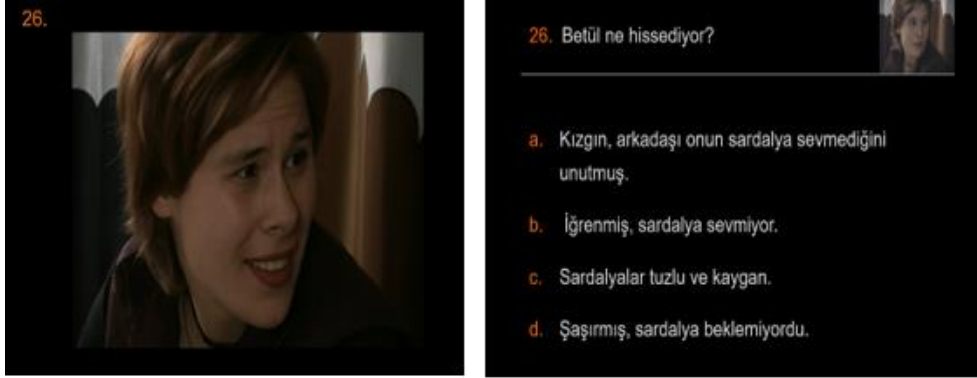 26.
26. Betül ne hissediyor?
a. Kızgın, arkadaşı onun sardalya sevmediğini
unutmuş.
b. İğrenmiş, sardalya sevmiyor.
c. Sardalyalar tuzlu ve kaygan.
d. Şaşırmış, sardalya beklemiyordu.